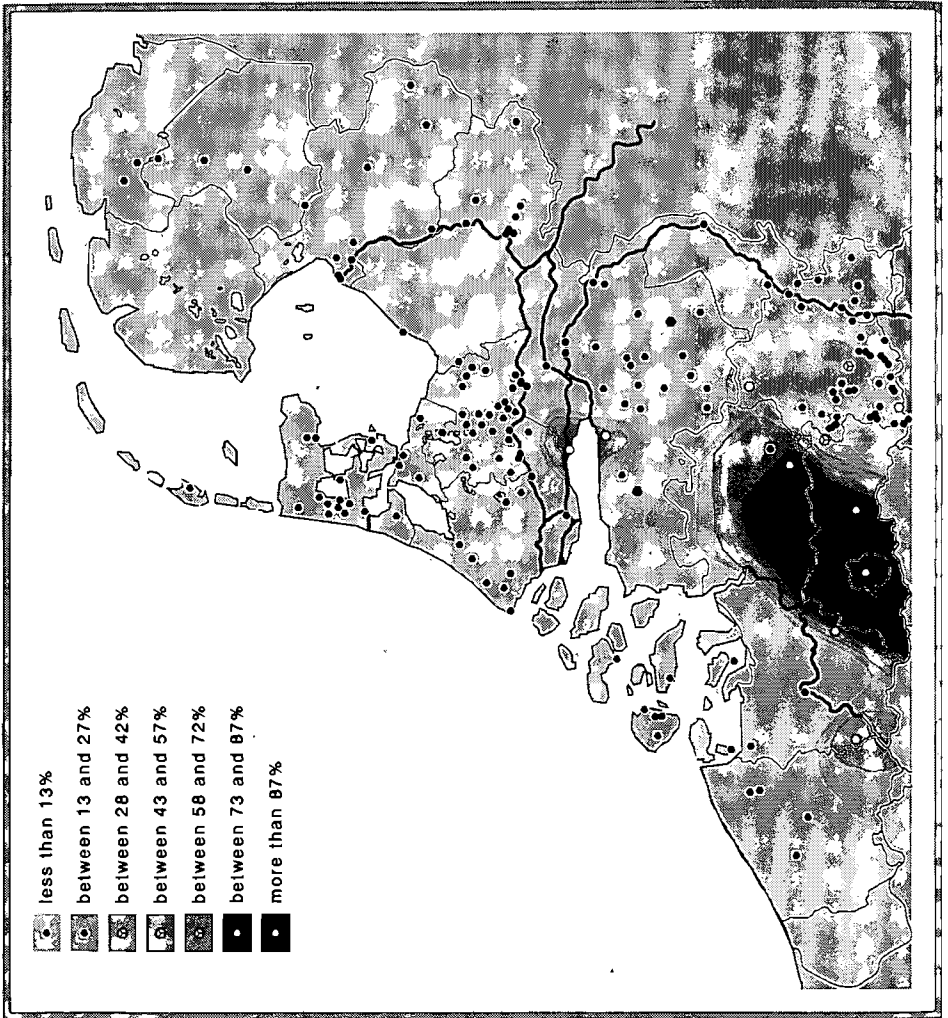 less than 13%
between 13 and 27%
between 28 and 42%
between 43 and 57%
between 58 and 72%
between 73 and 87%
more than 87%